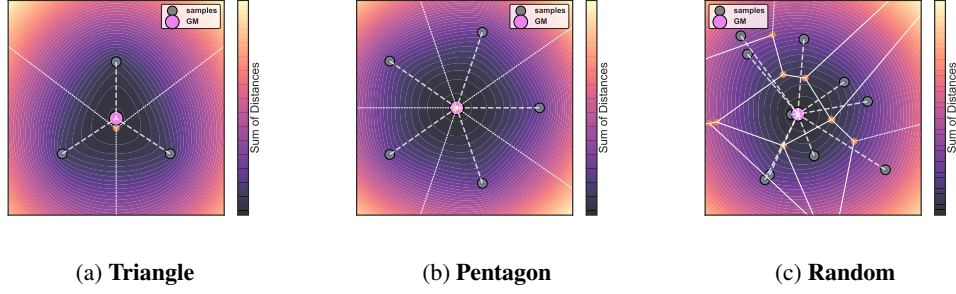 samples
GM
Sum of Distances
samples
GM
Sum of Distances
samples
GM
Sum of Distances
(a) Triangle
(b) Pentagon
(c) Random